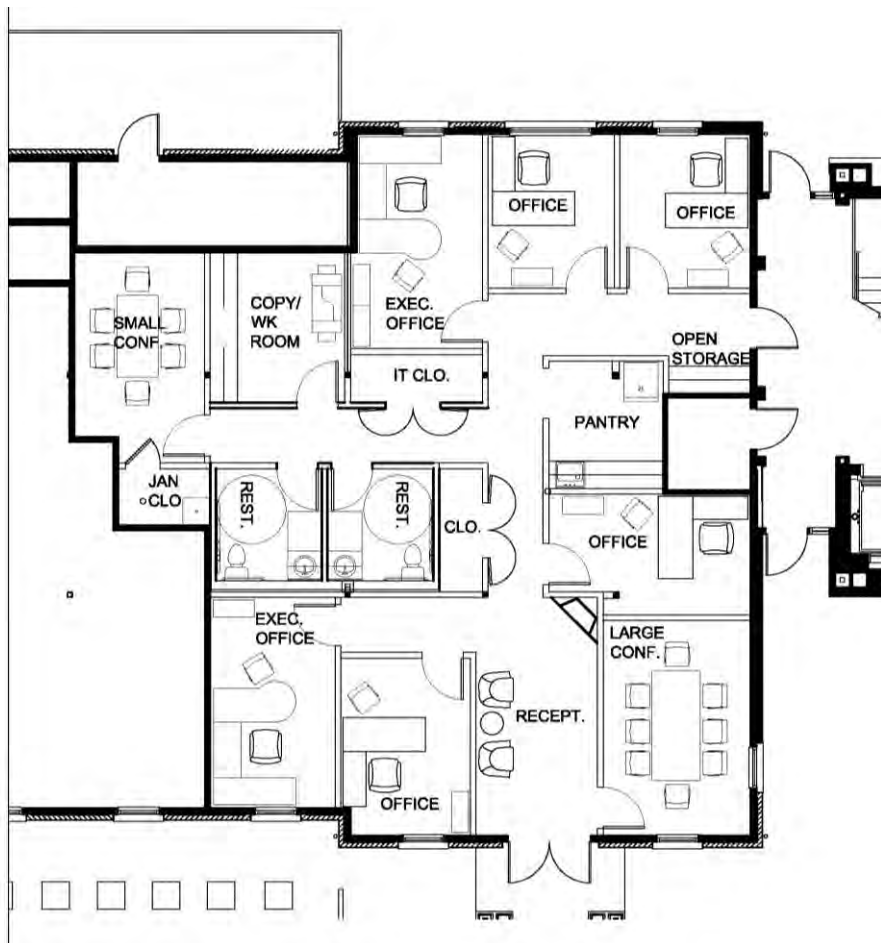 OFFICE
OFFICE
COPY/
WK
ROOM
EXEC.
OFFICE
SMALL
CONF.
OPEN
STORAGE
IT CLO.
PANTRY
JAN
CLO
REST.
REST.
CLO.
OFFICE
EXEC.
OFFICE
LARGE
CONF.
RECEPT.
OFFICE